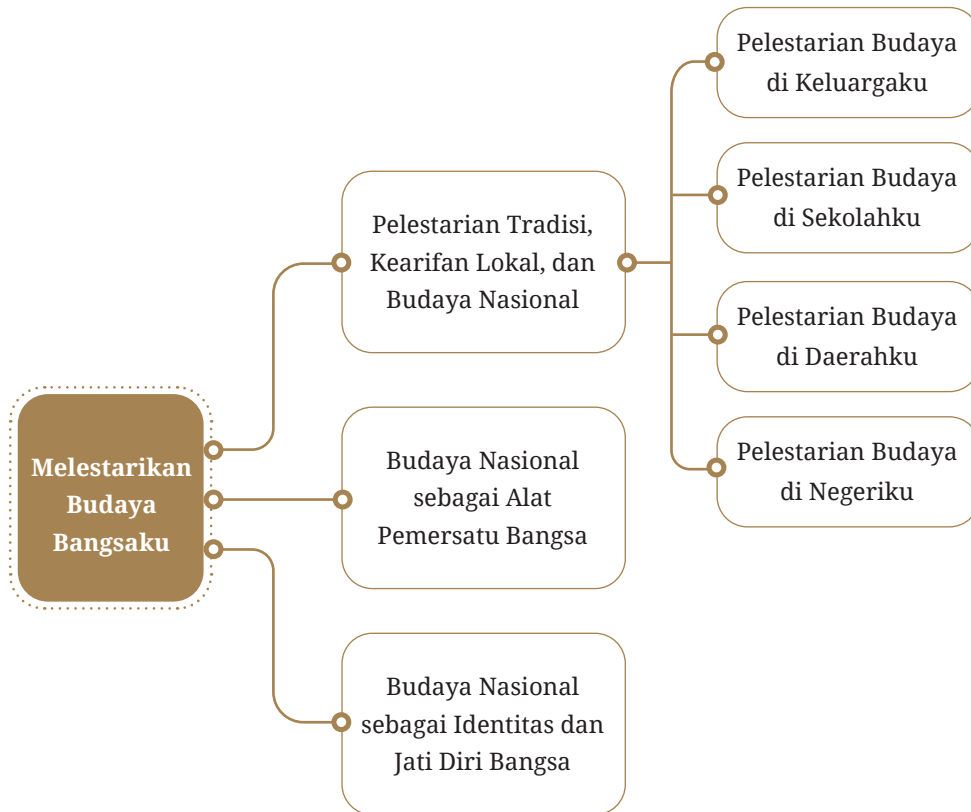 Melestarikan
Budaya
Bangsaku
Pelestarian Tradisi,
Kearifan Lokal, dan
Budaya Nasional
Pelestarian Budaya
di Keluargaku
Pelestarian Budaya
di Sekolahku
Pelestarian Budaya
di Daerahku
Pelestarian Budaya
di Negeriku
Budaya Nasional
sebagai Alat
Pemersatu Bangsa
Budaya Nasional
sebagai Identitas dan
Jati Diri Bangsa